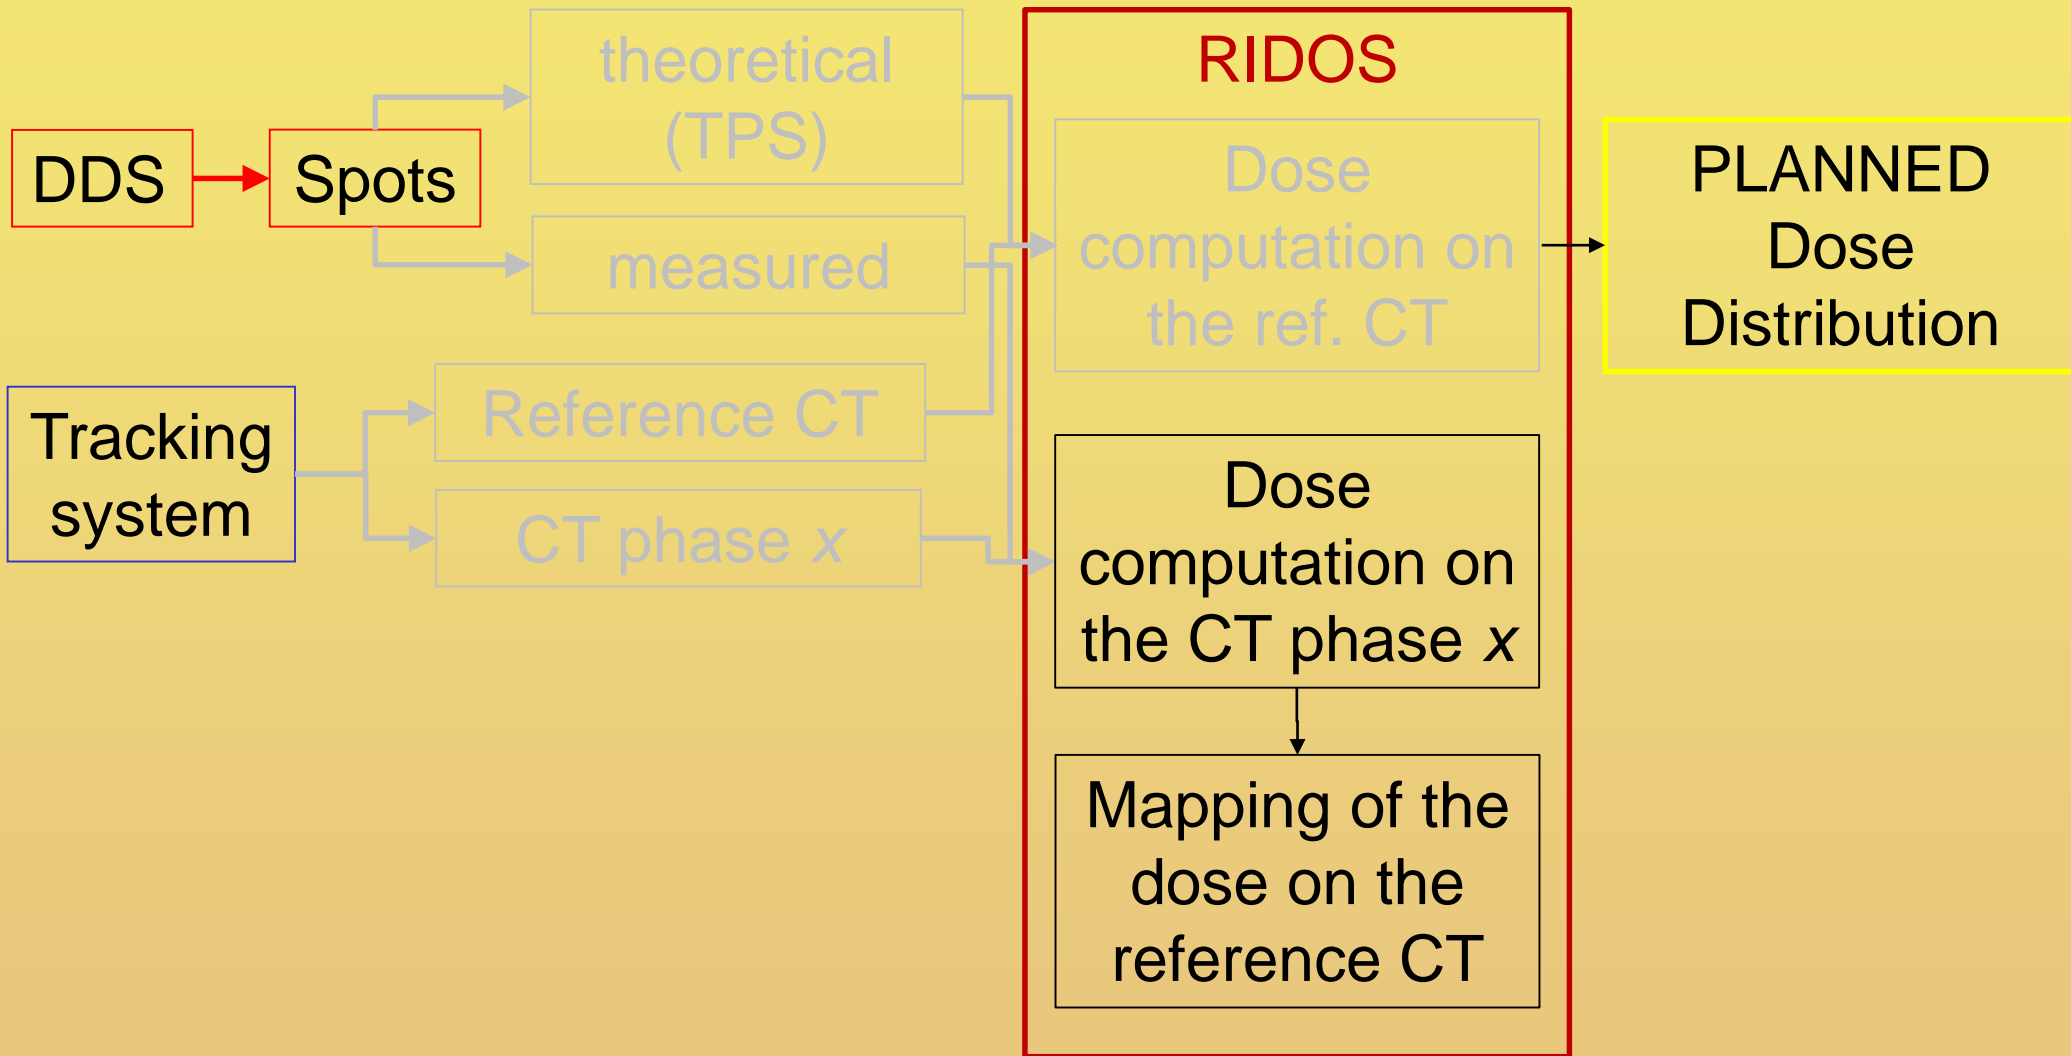 DDS
Spots
theoretical
(TPS)
measured
Tracking
system
Reference CT
CT phase x
RIDOS
Dose
computation on
the ref. CT
Dose
computation on
the CT phase x
Mapping of the
dose on the
reference CT
PLANNED
Dose
Distribution